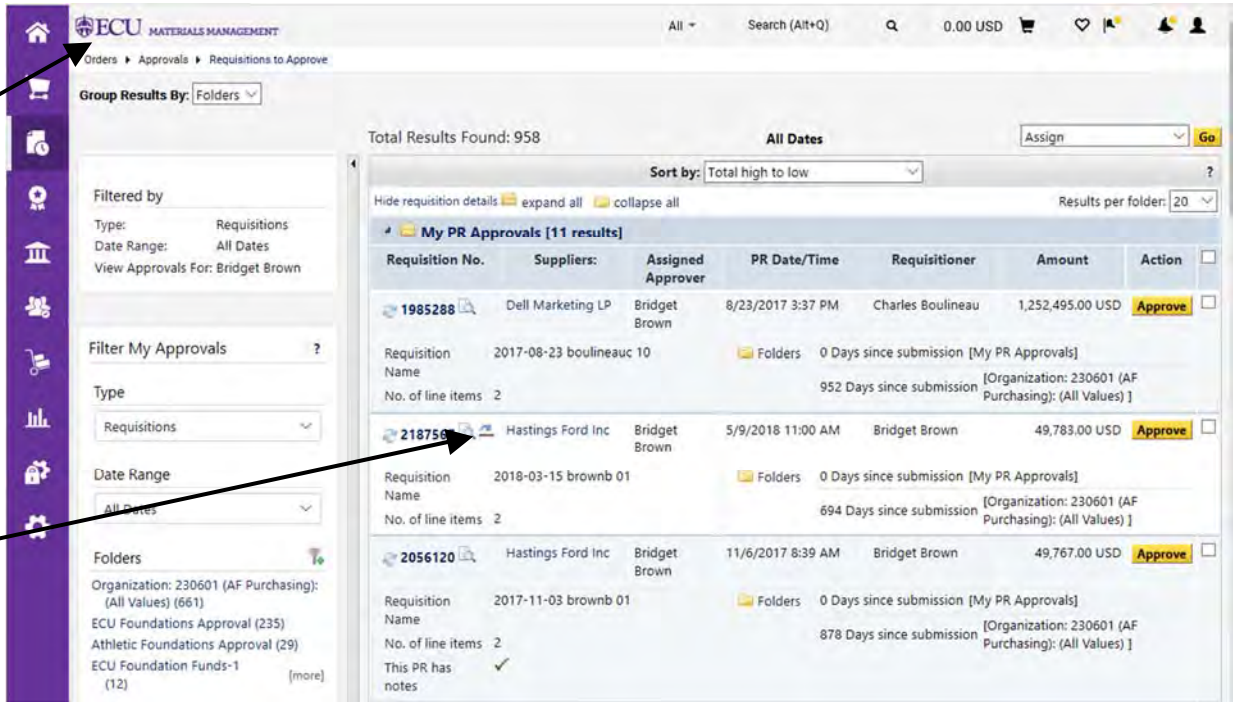 ECU MATERIALS MANAGEMENT
All Search (Alt+Q) 0.00 USD
Orders Approvals Requisitions to Approve
Group Results By: Folders
Total Results Found: 958 All Dates Assign Go
Sort by: Total high to low ?
Hide requisition details expand all collapse all Results per folder: 20
Filtered by
Type: Requisitions
Date Range: All Dates
View Approvals For: Bridget Brown
Filter My Approvals ?
Type
Requisitions
Date Range
All Dates
Folders
Organization: 230601 (AF Purchasing):
(All Values) (661)
ECU Foundations Approval (235)
Athletic Foundations Approval (29)
ECU Foundation Funds-1
(12) [more]
My PR Approvals [11 results]
Requisition No. Suppliers: Assigned Approver PR Date/Time Requisitioner Amount Action
1985288 Dell Marketing LP Bridget Brown 8/23/2017 3:37 PM Charles Boulineau 1,252,495.00 USD Approve
Requisition Name 2017-08-23 boulineauc 10 Folders 0 Days since submission [My PR Approvals]
No. of line items 2 952 Days since submission [Organization: 230601 (AF Purchasing): (All Values) ]
Hastings Ford Inc Bridget Brown 5/9/2018 11:00 AM Bridget Brown 49,783.00 USD Approve
Requisition Name 2018-03-15 brownb 01 Folders 0 Days since submission [My PR Approvals]
No. of line items 2 694 Days since submission [Organization: 230601 (AF Purchasing): (All Values) ]
2056120 Hastings Ford Inc Bridget Brown 11/6/2017 8:39 AM Bridget Brown 49,767.00 USD Approve
Requisition Name 2017-11-03 brownb 01 Folders 0 Days since submission [My PR Approvals]
No. of line items 2 878 Days since submission [Organization: 230601 (AF Purchasing): (All Values) ]
This PR has notes